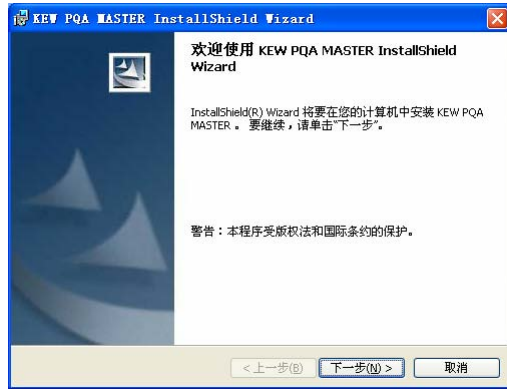 KEW PQA MASTER InstallShield Wizard
欢迎使用 KEW PQA MASTER InstallShield
Wizard
InstallShield(R) Wizard 将要在您的计算机中安装 KEW PQA
MASTER 。 要继续，请单击“下一步”。
警告：本程序受版权法和国际条约的保护。
<上一步(B) 下一步(N) > 取消